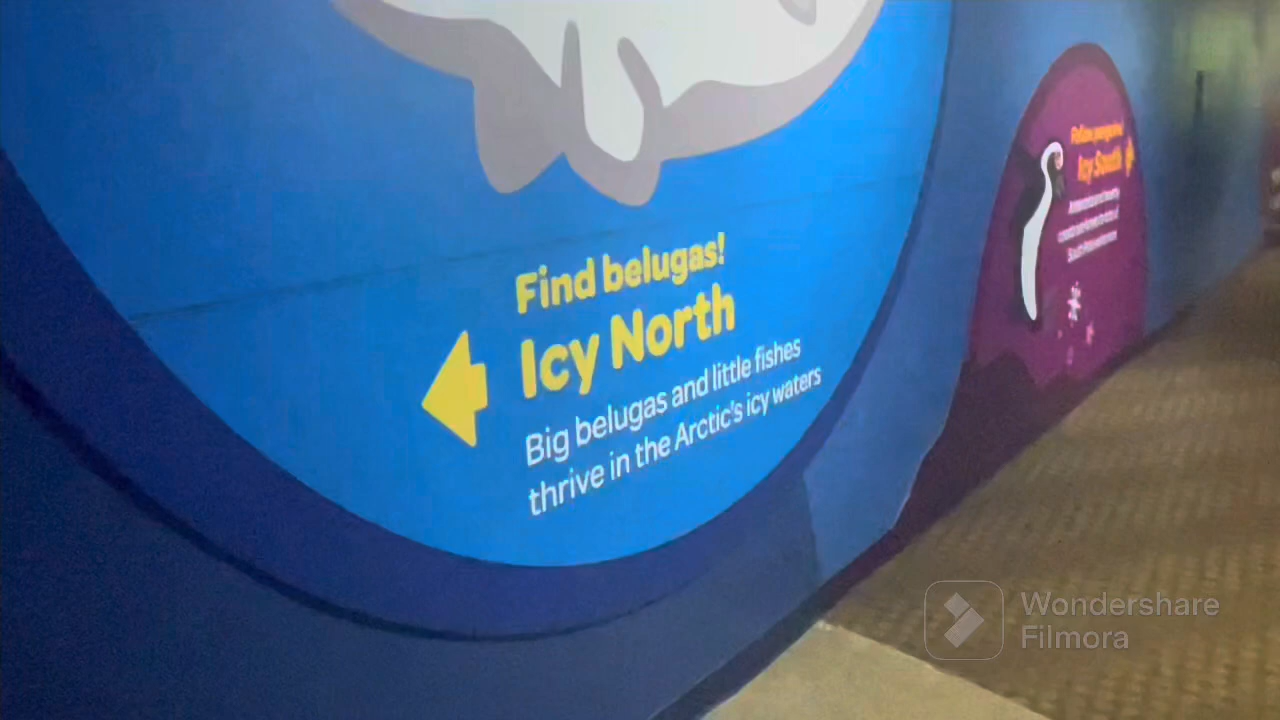 Find belugas!
Icy North
Big belugas and little fishes
thrive in the Arctic's icy waters
Icy South
Wondershare
Filmora